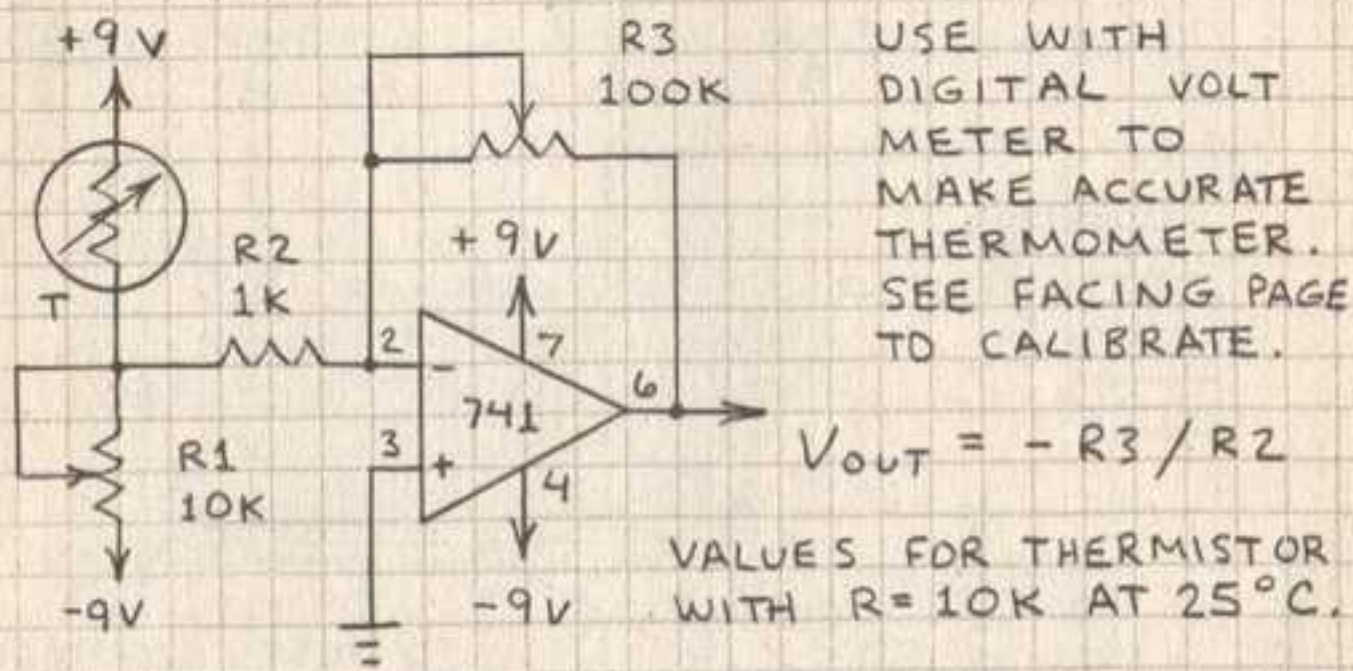 +9V
R3
100K
USE WITH
DIGITAL VOLT
METER TO
MAKE ACCURATE
THERMOMETER.
SEE FACING PAGE
TO CALIBRATE.
T
R2
1K
+9V
2
-
7
741
6
3
+
4
R1
10K
-9V
-9V
VOUT = - R3 / R2
VALUES FOR THERMISTOR
WITH R=10K AT 25°C.